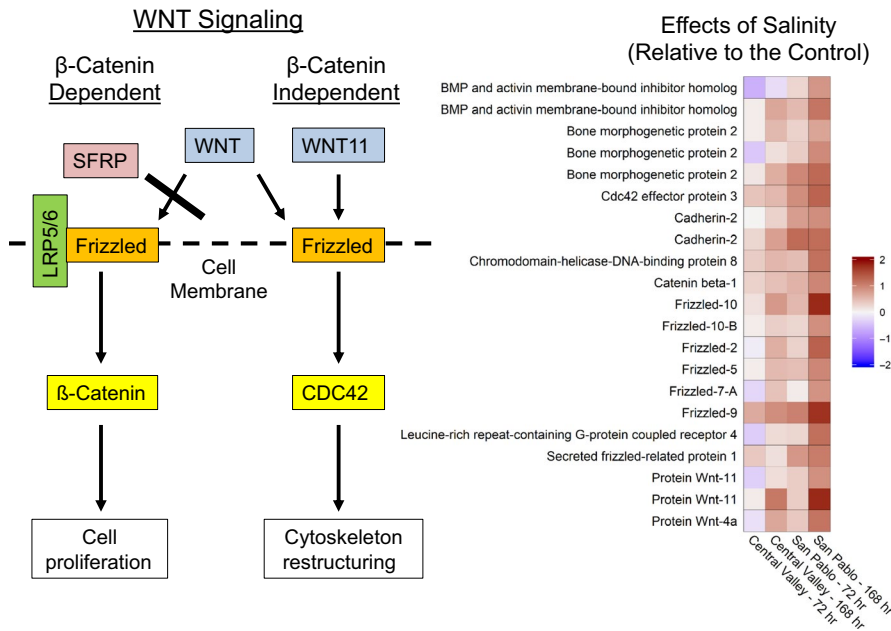 WNT Signaling
β-Catenin
Dependent
β-Catenin
Independent
SFRP
WNT
WNT11
LRP5/6
Frizzled
Frizzled
Cell
Membrane
ß-Catenin
CDC42
Cell
proliferation
Cytoskeleton
restructuring
Effects of Salinity
(Relative to the Control)
BMP and activin membrane-bound inhibitor homolog
BMP and activin membrane-bound inhibitor homolog
Bone morphogenetic protein 2
Bone morphogenetic protein 2
Bone morphogenetic protein 2
Cdc42 effector protein 3
Cadherin-2
Cadherin-2
Chromodomain-helicase-DNA-binding protein 8
Catenin beta-1
Frizzled-10
Frizzled-10-B
Frizzled-2
Frizzled-5
Frizzled-7-A
Frizzled-9
Leucine-rich repeat-containing G-protein coupled receptor 4
Secreted frizzled-related protein 1
Protein Wnt-11
Protein Wnt-11
Protein Wnt-4a
Central Valley - 72 hr
Central Valley - 168 hr
San Pablo - 72 hr
San Pablo - 168 hr
2
1
0
−1
−2